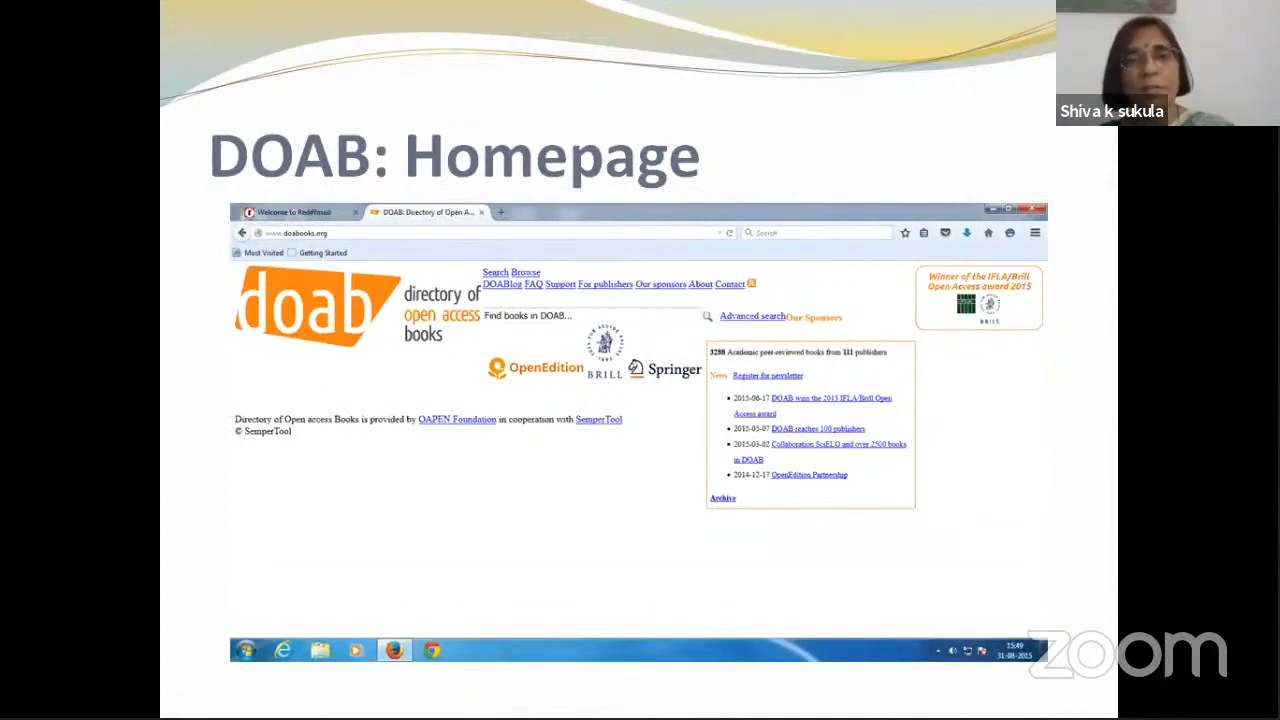 Shiva k sukula
DOAB: Homepage
Welcome to Rediffmail
DOAB: Directory of Open A...
www.doabooks.org
Search
Most Visited
Getting Started
doab
directory of
open access
books
Search Browse
DOABlog FAQ Support For publishers Our sponsors About Contact
Find books in DOAB...
Advanced search
Our Sponsors
Winner of the IFLA/Brill
Open Access award 2015
BRILL
OpenEdition
BRILL
Springer
3288 Academic peer-reviewed books from 111 publishers
News Register for newsletter
2015-06-17 DOAB wins the 2015 IFLA/Brill Open
Access award
2015-05-07 DOAB reaches 100 publishers
2015-03-02 Collaboration SciELO and over 2500 books
in DOAB
2014-12-17 OpenEdition Partnership
Archive
Directory of Open access Books is provided by OAPEN Foundation in cooperation with SemperTool
© SemperTool
15:49
31-08-2015
zoom